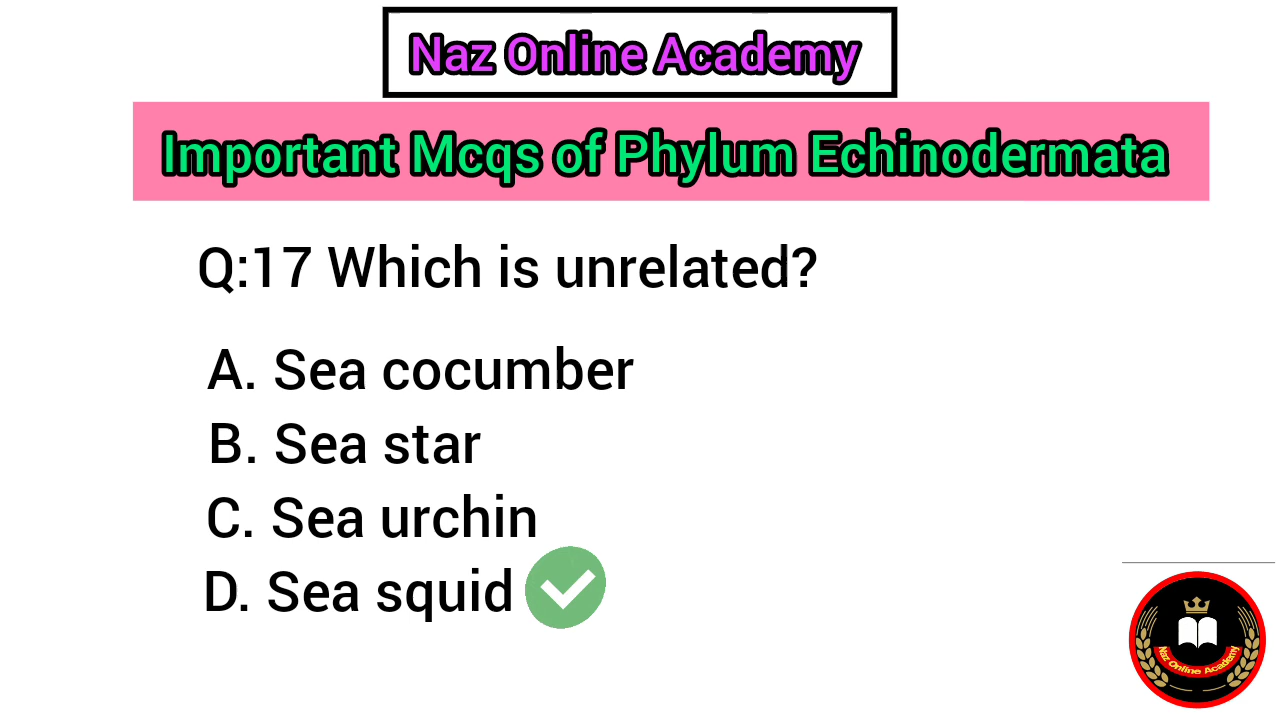 Naz Online Academy
Important Mcqs of Phylum Echinodermata
Q:17 Which is unrelated?
A. Sea cocumber
B. Sea star
C. Sea urchin
D. Sea squid
Naz Online Academy